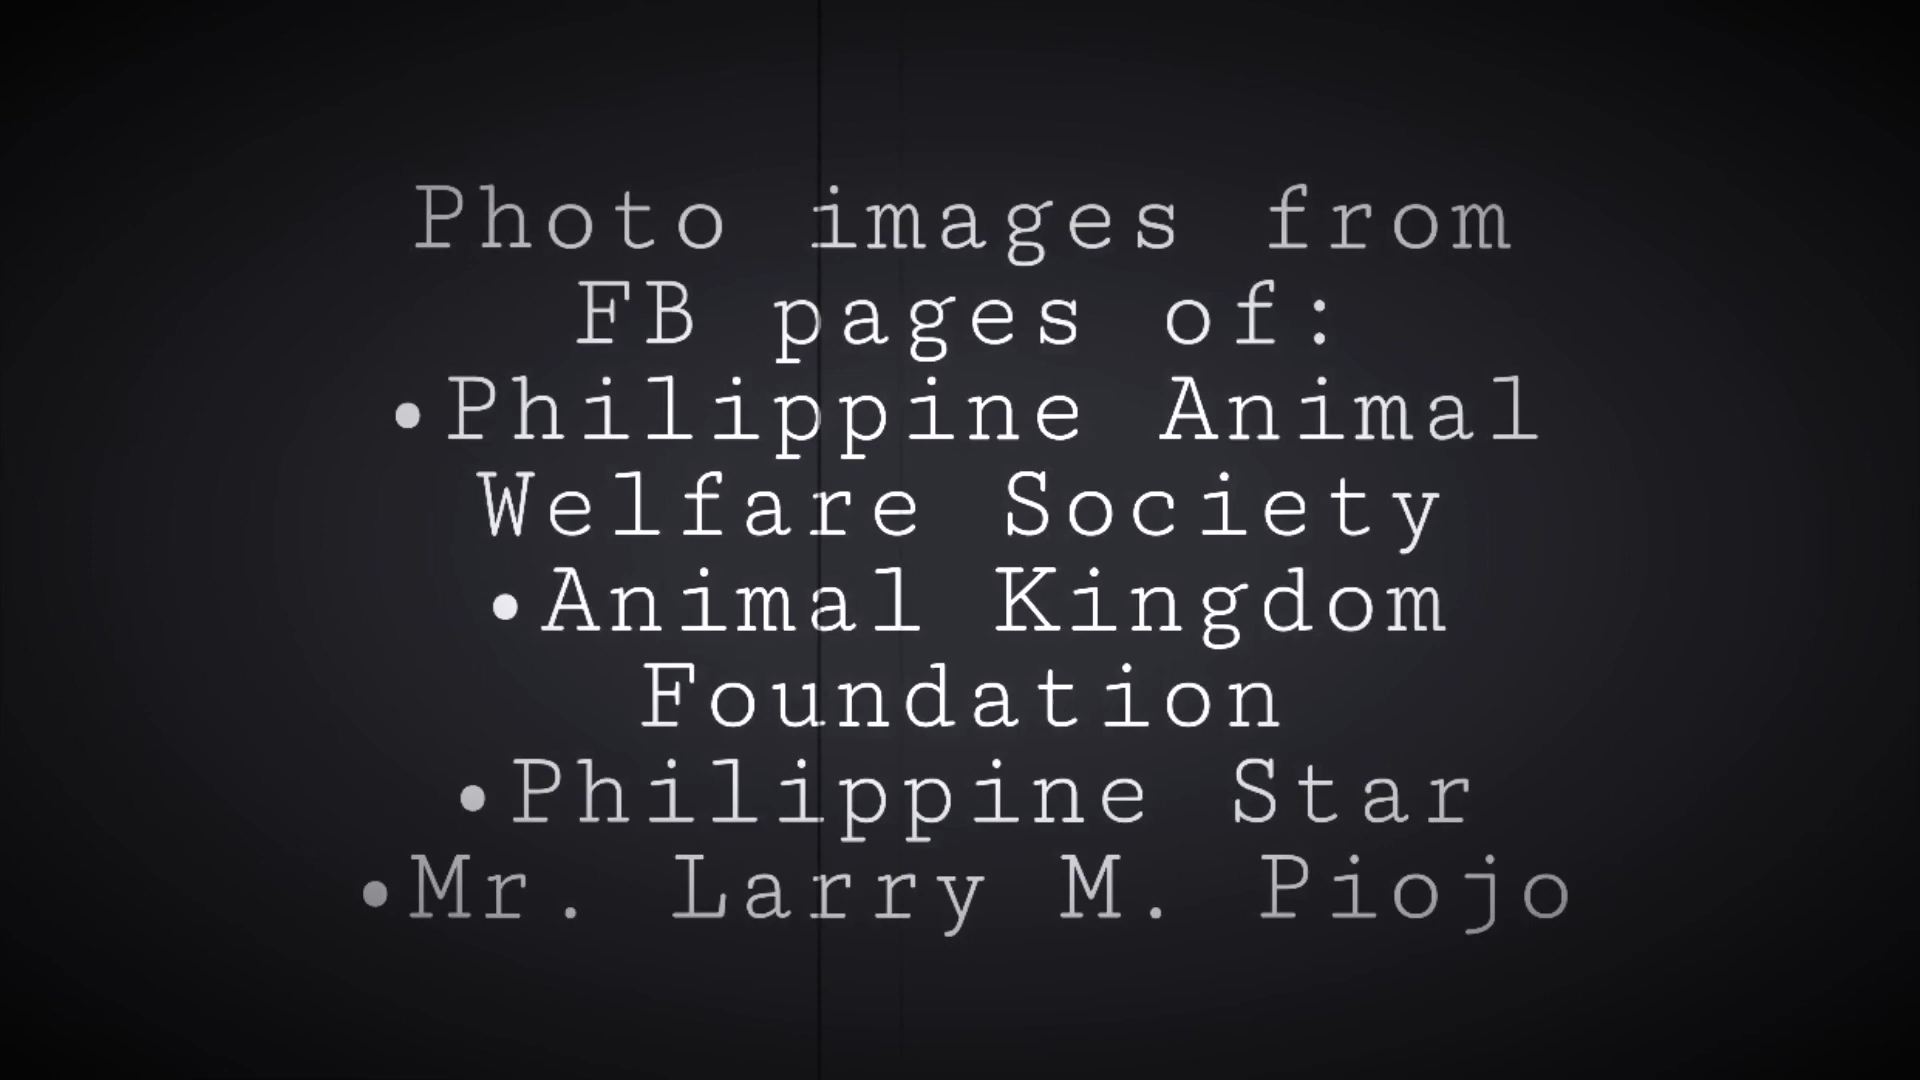 Photo images from
FB pages of:
•Philippine Animal
Welfare Society
•Animal Kingdom
Foundation
•Philippine Star
•Mr. Larry M. Piojo